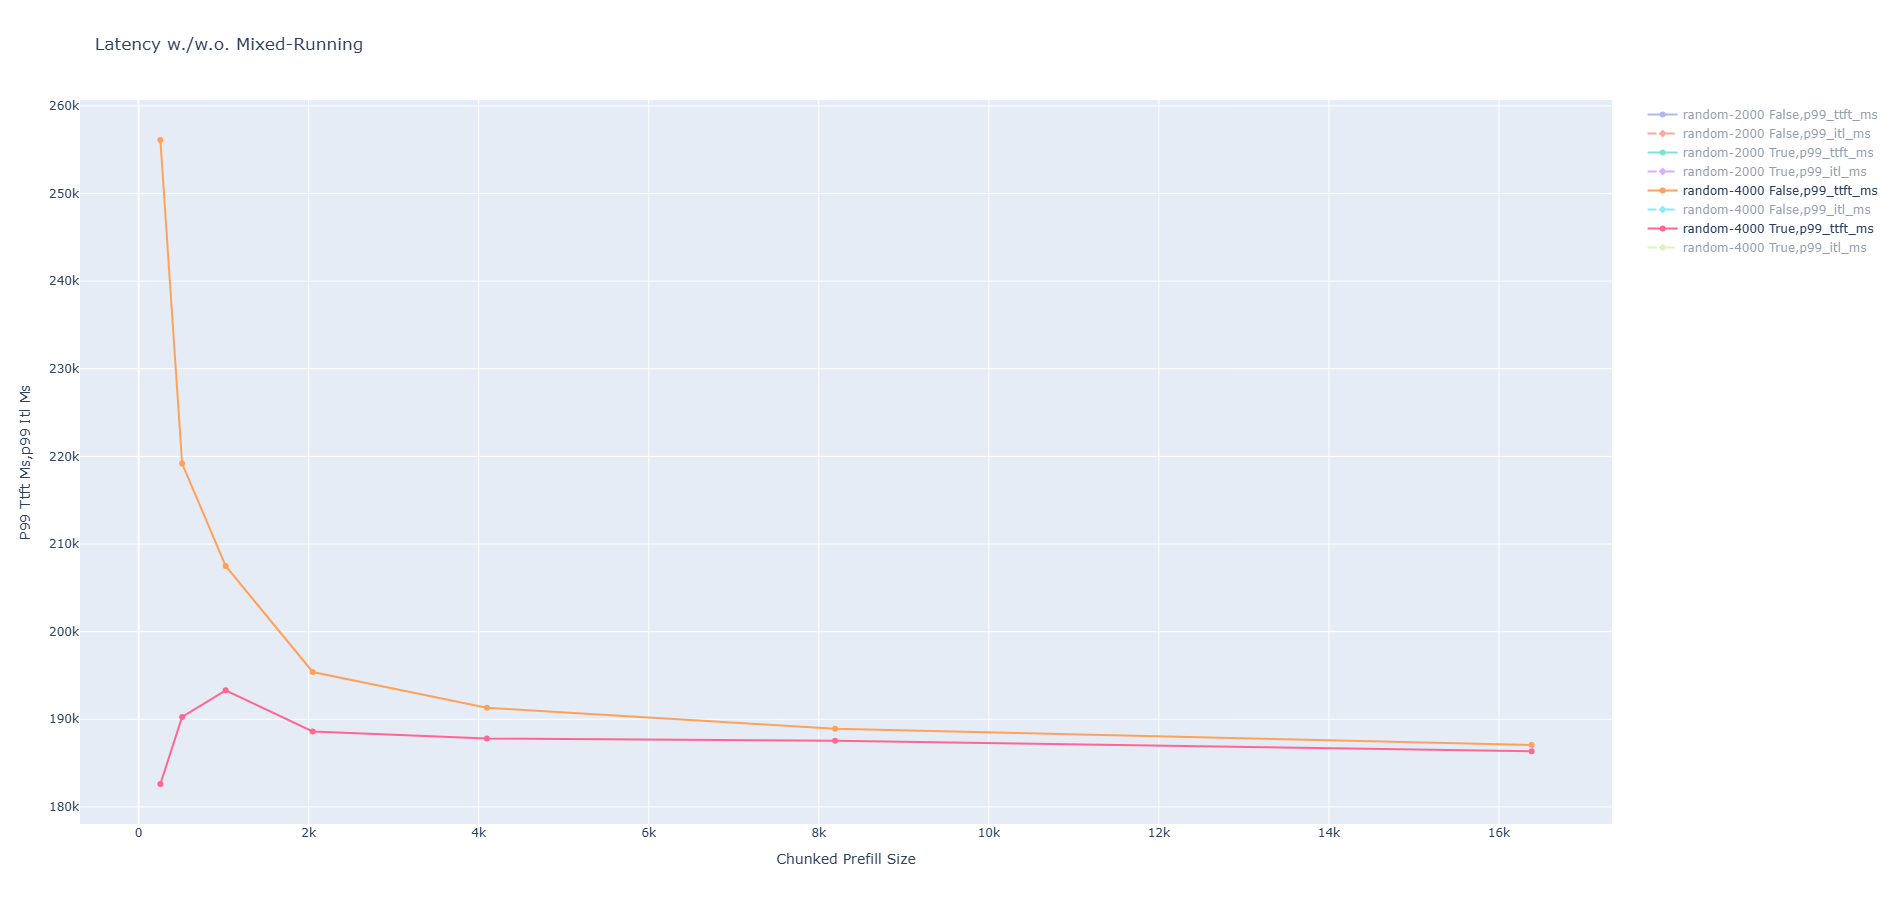 Latency w./w.o. Mixed-Running
260k
250k
240k
230k
220k
210k
200k
190k
180k
P99 Ttft Ms,p99 Itl Ms
0 2k 4k 6k 8k 10k 12k 14k 16k
Chunked Prefill Size
random-2000 False,p99_ttft_ms
random-2000 False,p99_itl_ms
random-2000 True,p99_ttft_ms
random-2000 True,p99_itl_ms
random-4000 False,p99_ttft_ms
random-4000 False,p99_itl_ms
random-4000 True,p99_ttft_ms
random-4000 True,p99_itl_ms